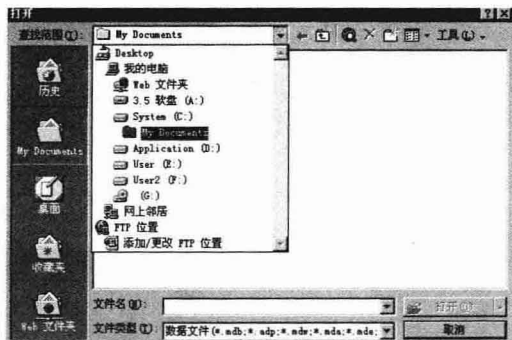 打开
查找范围(I): My Documents 工具(L)
Desktop
我的电脑
Web 文件夹
3.5 软盘 (A:)
System (C:)
My Documents
Application (D:)
User (E:)
User2 (F:)
(G:)
网上邻居
FTP 位置
添加/更改 FTP 位置
历史
My Documents
桌面
收藏夹
Web 文件夹
文件名(N): 打开(O)
文件类型(T): 数据文件(*.mdb;*.adp;*.mdw;*.mda;*.mde; 取消